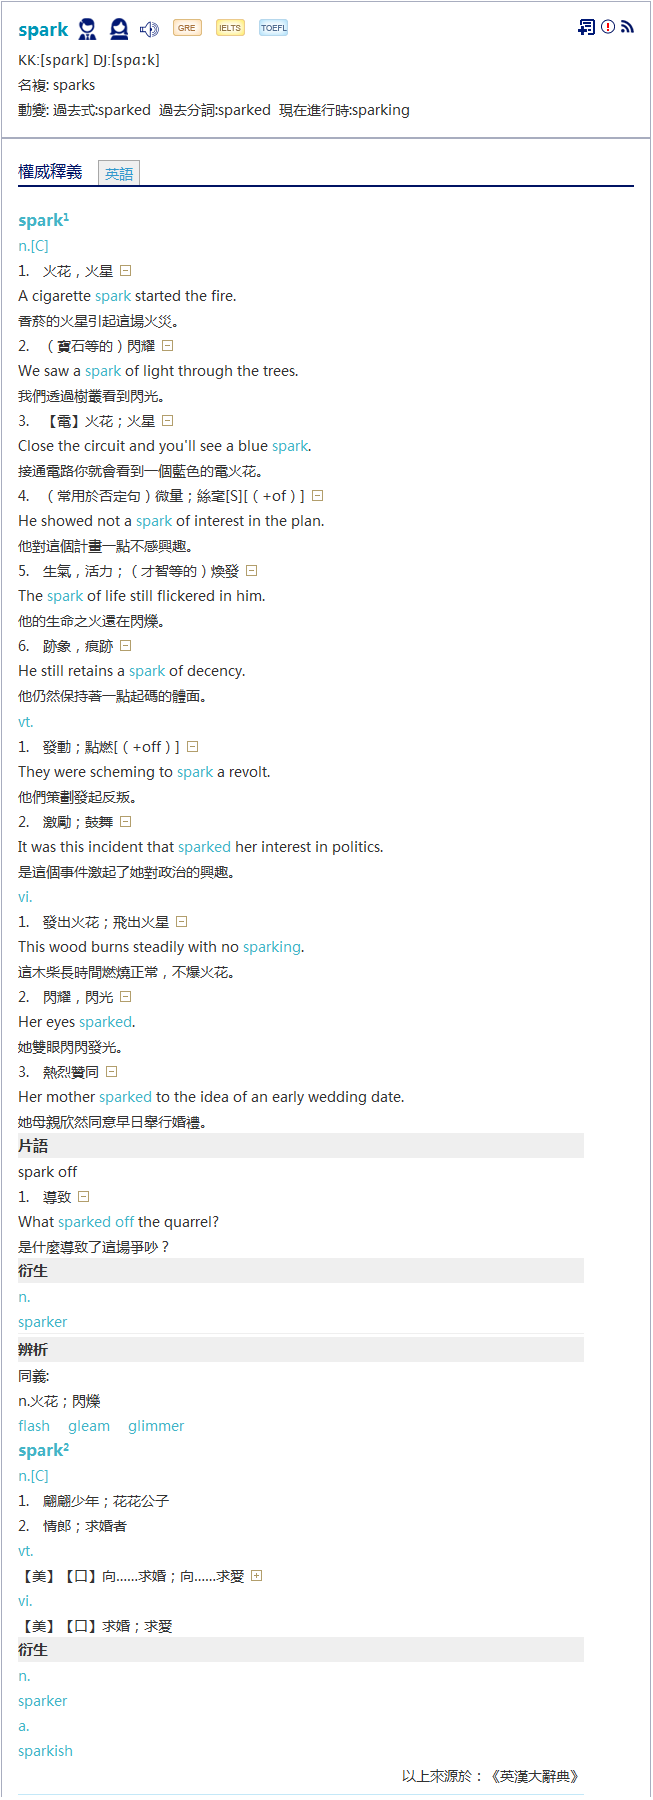 spark GRE IELTS TOEFL
KK:[spɑrk] DJ:[spɑːk]
名複: sparks
動變: 過去式:sparked 過去分詞:sparked 現在進行時:sparking
權威釋義 英語
spark¹
n.[C]
1. 火花，火星
A cigarette spark started the fire.
香菸的火星引起這場火災。
2. （寶石等的）閃耀
We saw a spark of light through the trees.
我們透過樹叢看到閃光。
3. 【電】火花；火星
Close the circuit and you'll see a blue spark.
接通電路你就會看到一個藍色的電火花。
4. （常用於否定句）微量；絲毫[S][（+of）]
He showed not a spark of interest in the plan.
他對這個計畫一點不感興趣。
5. 生氣，活力；（才智等的）煥發
The spark of life still flickered in him.
他的生命之火還在閃爍。
6. 跡象，痕跡
He still retains a spark of decency.
他仍然保持著一點起碼的體面。
vt.
1. 發動；點燃[（+off）]
They were scheming to spark a revolt.
他們策劃發起反叛。
2. 激勵；鼓舞
It was this incident that sparked her interest in politics.
是這個事件激起了她對政治的興趣。
vi.
1. 發出火花；飛出火星
This wood burns steadily with no sparking.
這木柴長時間燃燒正常，不爆火花。
2. 閃耀，閃光
Her eyes sparked.
她雙眼閃閃發光。
3. 熱烈贊同
Her mother sparked to the idea of an early wedding date.
她母親欣然同意早日舉行婚禮。
片語
spark off
1. 導致
What sparked off the quarrel?
是什麼導致了這場爭吵？
衍生
n.
sparker
辨析
同義:
n.火花；閃爍
flash gleam glimmer
spark²
n.[C]
1. 翩翩少年；花花公子
2. 情郎；求婚者
vt.
【美】【口】向……求婚；向……求愛
vi.
【美】【口】求婚；求愛
衍生
n.
sparker
a.
sparkish
以上來源於：《英漢大辭典》